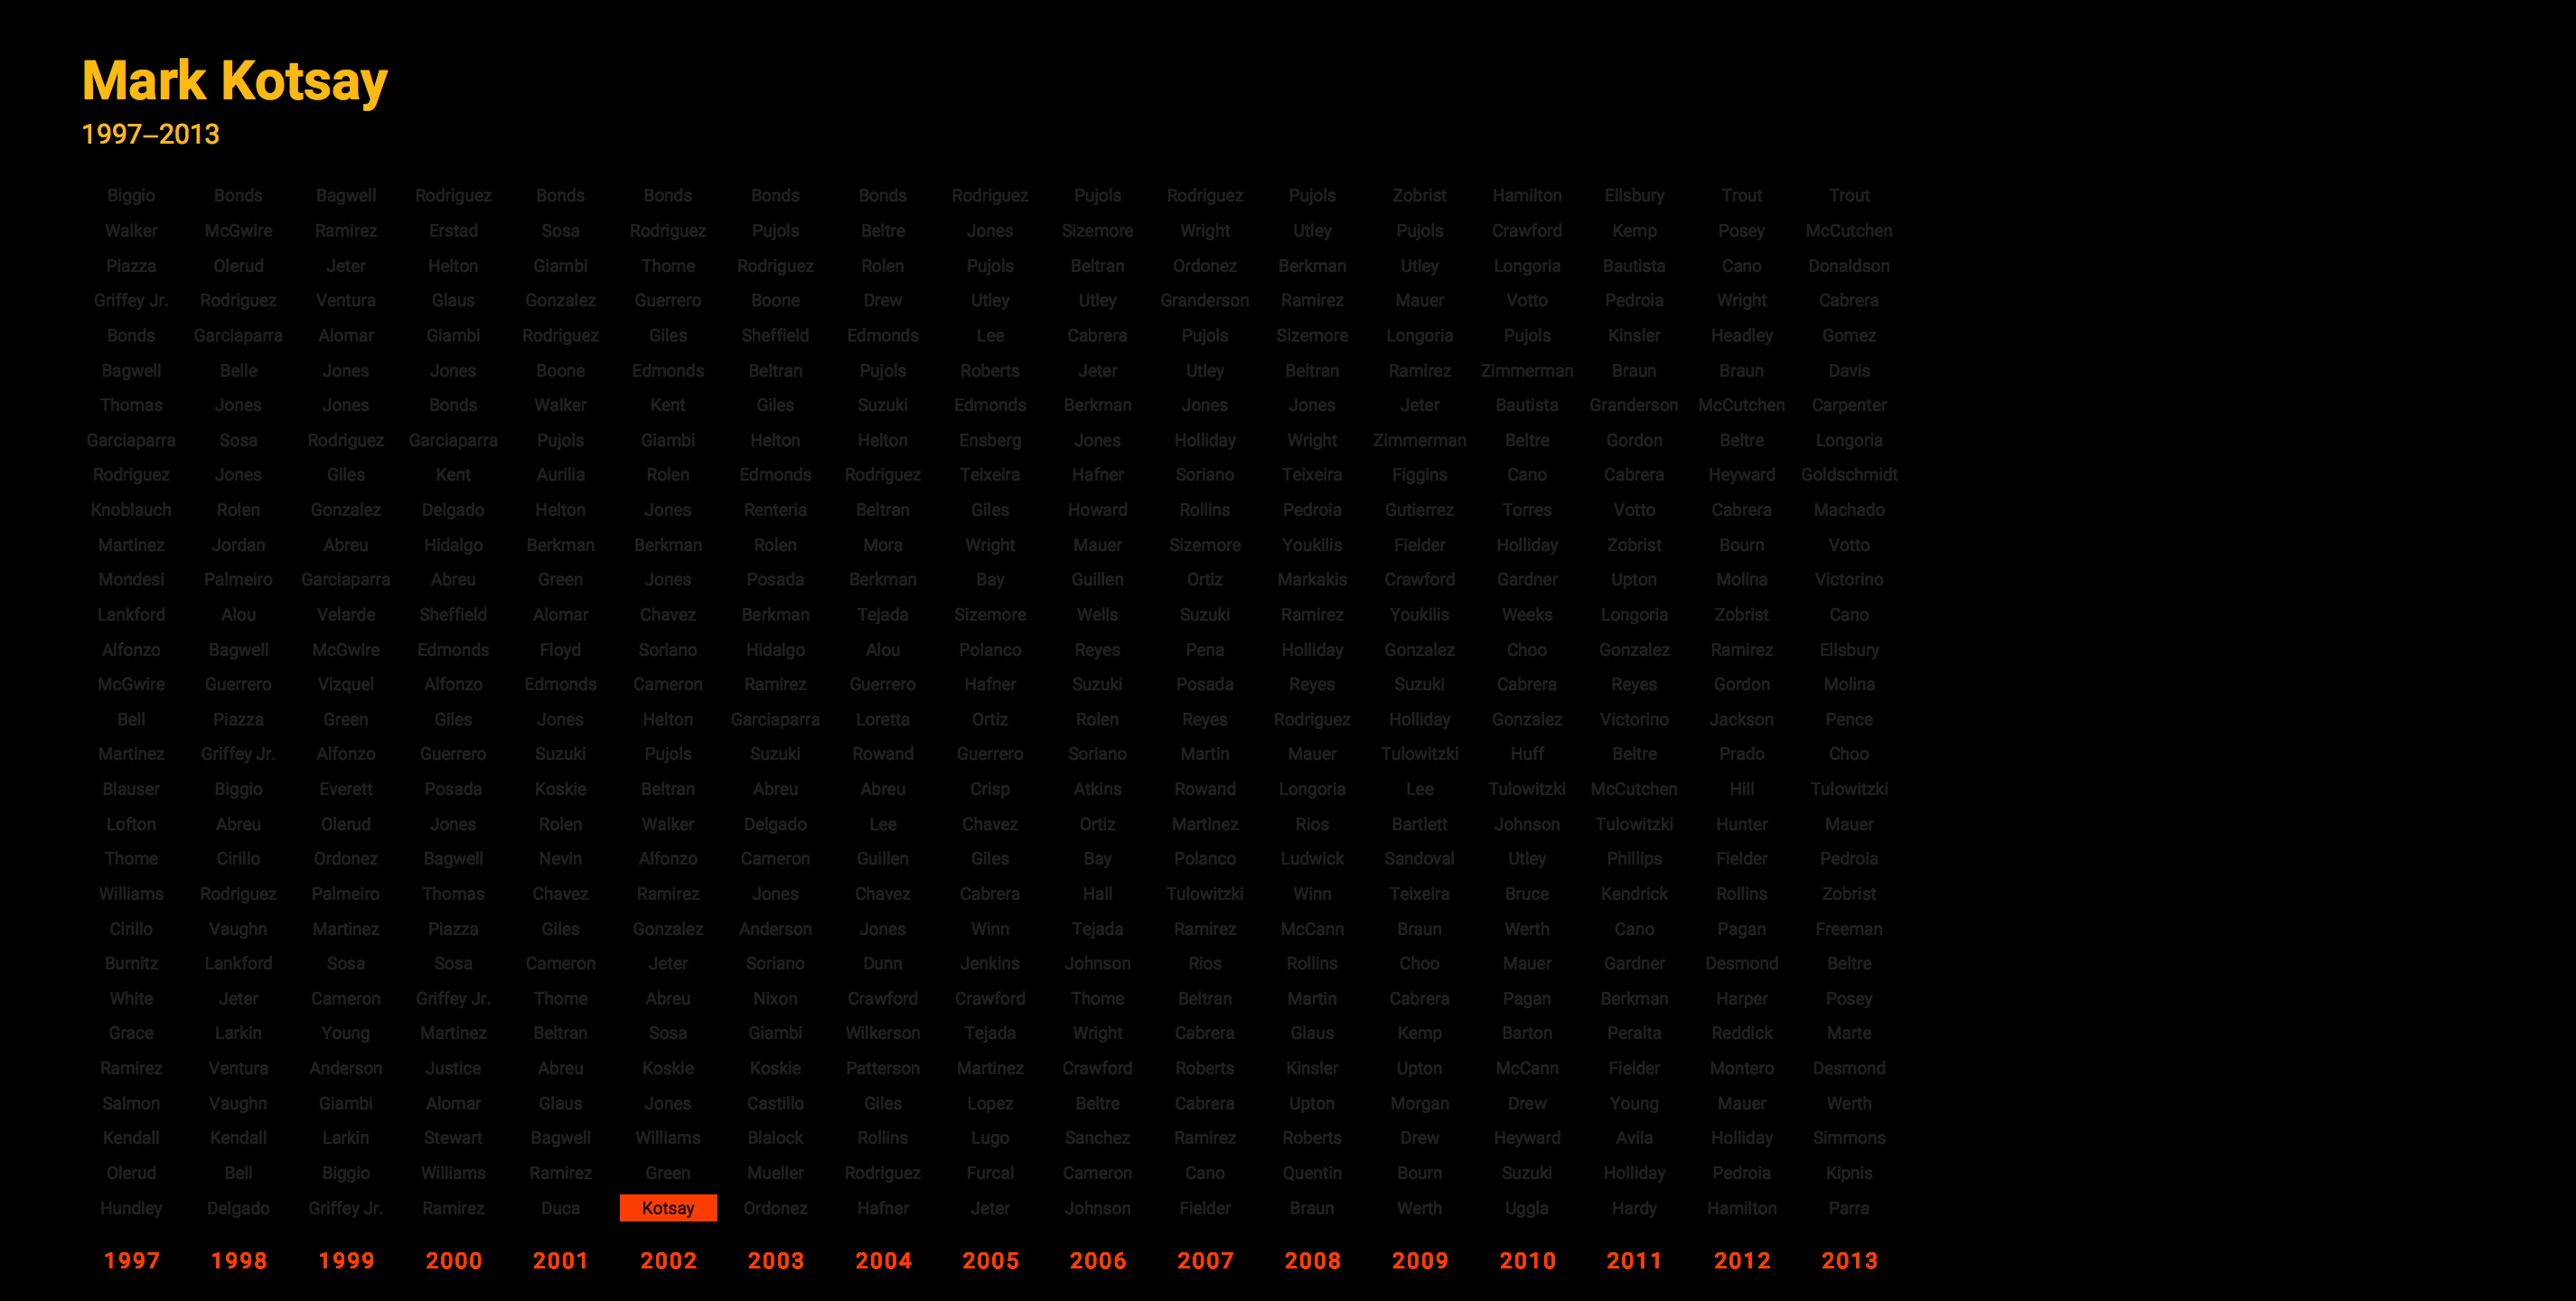 Mark Kotsay
1997–2013
Biggio Bonds Bagwell Rodriguez Bonds Bonds Bonds Bonds Rodriguez Pujols Rodriguez Pujols Zobrist Hamilton Ellsbury Trout Trout
Walker McGwire Ramirez Erstad Sosa Rodriguez Pujols Beltre Jones Sizemore Wright Utley Pujols Crawford Kemp Posey McCutchen
Piazza Olerud Jeter Helton Giambi Thome Rodriguez Rolen Pujols Beltran Ordonez Berkman Utley Longoria Bautista Cano Donaldson
Griffey Jr. Rodriguez Ventura Glaus Gonzalez Guerrero Boone Drew Utley Utley Granderson Ramirez Mauer Votto Pedroia Wright Cabrera
Bonds Garciaparra Alomar Giambi Rodriguez Giles Sheffield Edmonds Lee Cabrera Pujols Sizemore Longoria Pujols Kinsler Headley Gomez
Bagwell Belle Jones Jones Boone Edmonds Beltran Pujols Roberts Jeter Utley Beltran Ramirez Zimmerman Braun Braun Davis
Thomas Jones Jones Bonds Walker Kent Giles Suzuki Edmonds Berkman Jones Jones Jeter Bautista Granderson McCutchen Carpenter
Garciaparra Sosa Rodriguez Garciaparra Pujols Giambi Helton Helton Ensberg Jones Holliday Wright Zimmerman Beltre Gordon Beltre Longoria
Rodriguez Jones Giles Kent Aurilia Rolen Edmonds Rodriguez Teixeira Hafner Soriano Teixeira Figgins Cano Cabrera Heyward Goldschmidt
Knoblauch Rolen Gonzalez Delgado Helton Jones Renteria Beltran Giles Howard Rollins Pedroia Gutierrez Torres Votto Cabrera Machado
Martinez Jordan Abreu Hidalgo Berkman Berkman Rolen Mora Wright Mauer Sizemore Youkilis Fielder Holliday Zobrist Bourn Votto
Mondesi Palmeiro Garciaparra Abreu Green Jones Posada Berkman Bay Guillen Ortiz Markakis Crawford Gardner Upton Molina Victorino
Lankford Alou Velarde Sheffield Alomar Chavez Berkman Tejada Sizemore Wells Suzuki Ramirez Youkilis Weeks Longoria Zobrist Cano
Alfonzo Bagwell McGwire Edmonds Floyd Soriano Hidalgo Alou Polanco Reyes Pena Holliday Gonzalez Choo Gonzalez Ramirez Ellsbury
McGwire Guerrero Vizquel Alfonzo Edmonds Cameron Ramirez Guerrero Hafner Suzuki Posada Reyes Suzuki Cabrera Reyes Gordon Molina
Bell Piazza Green Giles Jones Helton Garciaparra Loretta Ortiz Rolen Reyes Rodriguez Holliday Gonzalez Victorino Jackson Pence
Martinez Griffey Jr. Alfonzo Guerrero Suzuki Pujols Suzuki Rowand Guerrero Soriano Martin Mauer Tulowitzki Huff Beltre Prado Choo
Blauser Biggio Everett Posada Koskie Beltran Abreu Abreu Crisp Atkins Rowand Longoria Lee Tulowitzki McCutchen Hill Tulowitzki
Lofton Abreu Olerud Jones Rolen Walker Delgado Lee Chavez Ortiz Martinez Rios Bartlett Johnson Tulowitzki Hunter Mauer
Thome Cirillo Ordonez Bagwell Nevin Alfonzo Cameron Guillen Giles Bay Polanco Ludwick Sandoval Utley Phillips Fielder Pedroia
Williams Rodriguez Palmeiro Thomas Chavez Ramirez Jones Chavez Cabrera Hall Tulowitzki Winn Teixeira Bruce Kendrick Rollins Zobrist
Cirillo Vaughn Martinez Piazza Giles Gonzalez Anderson Jones Winn Tejada Ramirez McCann Braun Werth Cano Pagan Freeman
Burnitz Lankford Sosa Sosa Cameron Jeter Soriano Dunn Jenkins Johnson Rios Rollins Choo Mauer Gardner Desmond Beltre
White Jeter Cameron Griffey Jr. Thome Abreu Nixon Crawford Crawford Thome Beltran Martin Cabrera Pagan Berkman Harper Posey
Grace Larkin Young Martinez Beltran Sosa Giambi Wilkerson Tejada Wright Cabrera Glaus Kemp Barton Peralta Reddick Marte
Ramirez Ventura Anderson Justice Abreu Koskie Koskie Patterson Martinez Crawford Roberts Kinsler Upton McCann Fielder Montero Desmond
Salmon Vaughn Giambi Alomar Glaus Jones Castillo Giles Lopez Beltre Cabrera Upton Morgan Drew Young Mauer Werth
Kendall Kendall Larkin Stewart Bagwell Williams Blalock Rollins Lugo Sanchez Ramirez Roberts Drew Heyward Avila Holliday Simmons
Olerud Bell Biggio Williams Ramirez Green Mueller Rodriguez Furcal Cameron Cano Quentin Bourn Suzuki Holliday Pedroia Kipnis
Hundley Delgado Griffey Jr. Ramirez Duca Kotsay Ordonez Hafner Jeter Johnson Fielder Braun Werth Uggla Hardy Hamilton Parra
1997 1998 1999 2000 2001 2002 2003 2004 2005 2006 2007 2008 2009 2010 2011 2012 2013